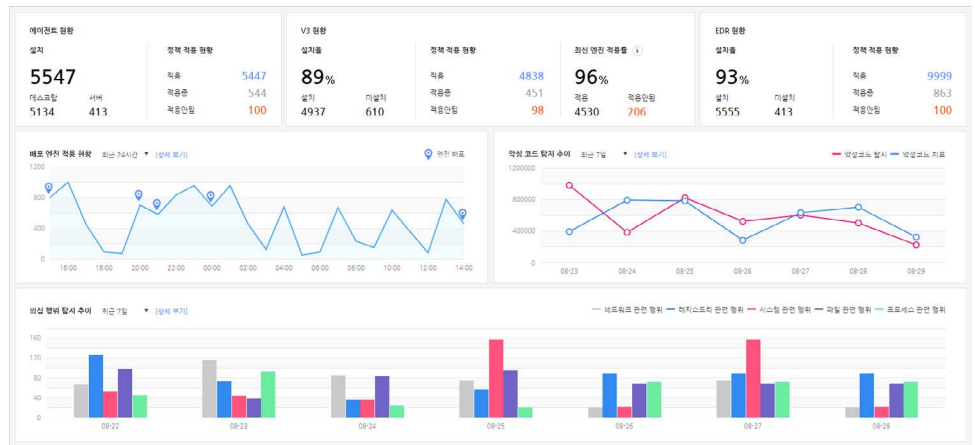 에이전트 현황
설치
5547
데스크탑 서버
5134 413
정책 적용 현황
적용 5447
적용중 544
적용안됨 100
V3 현황
설치율
89%
설치 미설치
4937 610
정책 적용 현황
적용 4838
적용중 451
적용안됨 98
최신 엔진 적용율
96%
적용 적용안됨
4530 206
EDR 현황
설치율
93%
설치 미설치
5555 413
정책 적용 현황
적용 9999
적용중 863
적용안됨 100
배포 엔진 적용 현황 최근 24시간 [상세 보기] 엔진 배포
1200
800
400
0
16:00 18:00 20:00 22:00 00:00 02:00 04:00 06:00 08:00 10:00 12:00 14:00
악성 코드 탐지 추이 최근 7일 [상세 보기] 악성코드 탐지 악성코드 치료
1200000
800000
400000
0
08-23 08-24 08-25 08-26 08-27 08-28 08-29
의심 행위 탐지 추이 최근 7일 [상세 보기] 네트워크 관련 행위 레지스트리 관련 행위 시스템 관련 행위 파일 관련 행위 프로세스 관련 행위
160
120
80
40
0
08-22 08-23 08-24 08-25 08-26 08-27 08-28